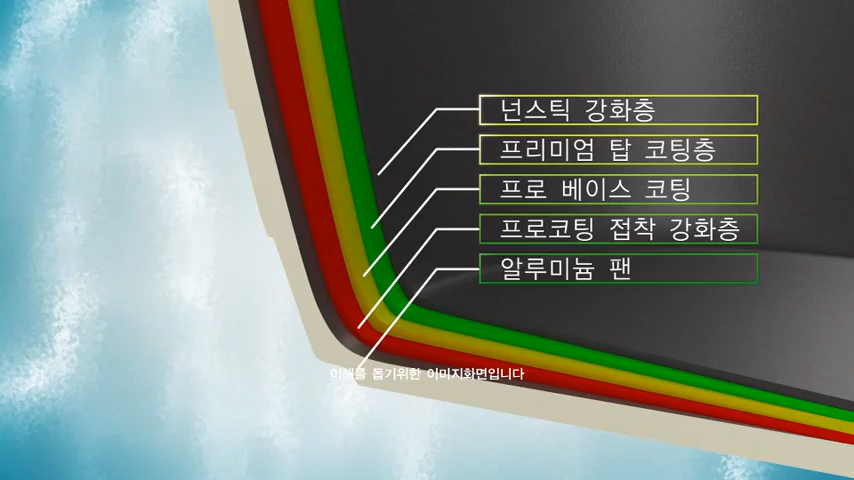 넌스틱 강화층
프리미엄 탑 코팅층
프로 베이스 코팅
프로코팅 접착 강화층
알루미늄 팬
이해를 돕기위한 이미지화면입니다